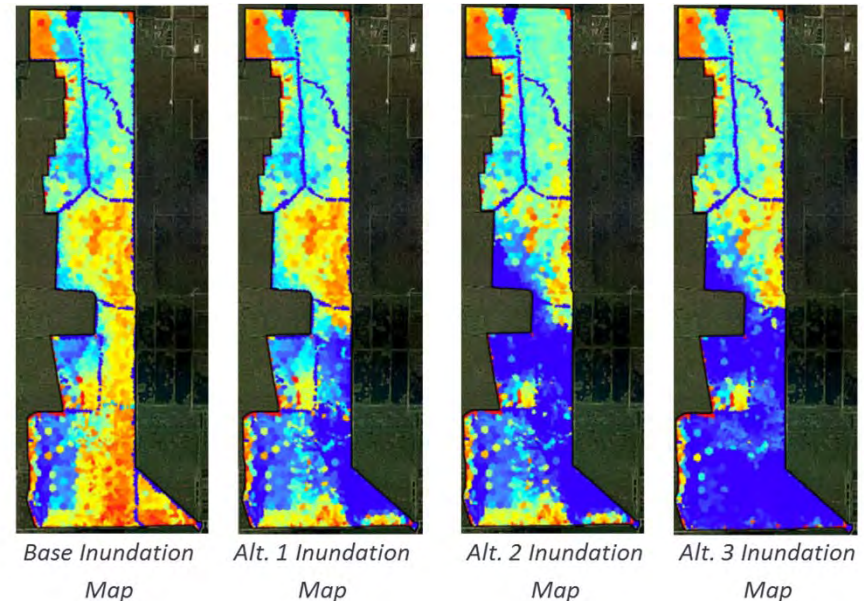 Base Inundation
Map
Alt. 1 Inundation
Map
Alt. 2 Inundation
Map
Alt. 3 Inundation
Map